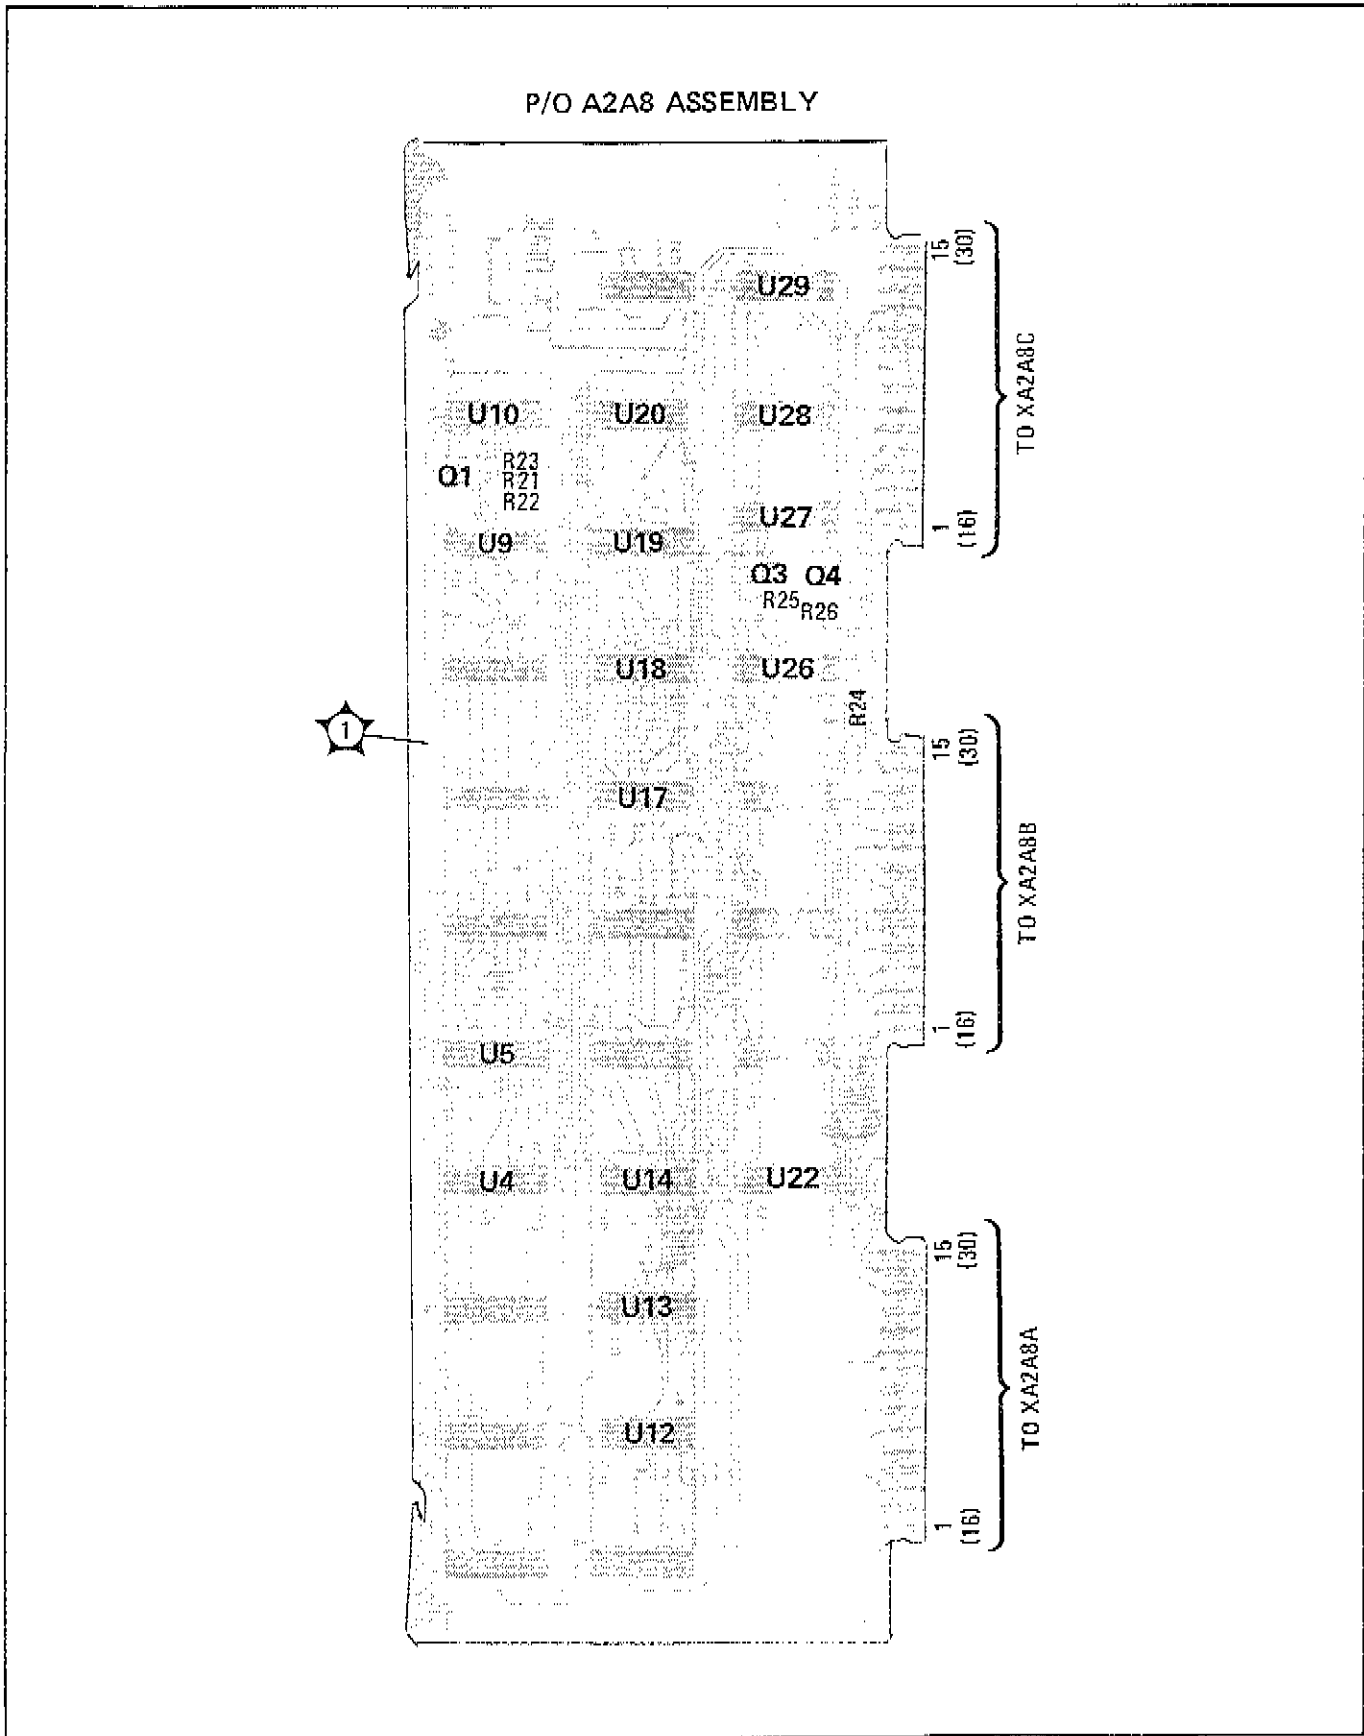 P/O A2A8 ASSEMBLY
U29
15
(30)
TO XA2A8C
U10
U20
U28
Q1
R23
R21
R22
U27
1
(16)
U9
U19
Q3 Q4
R25
R26
U18
U26
R24
1
15
(30)
U17
TO XA2A8B
1
(16)
U5
U4
U14
U22
15
(30)
U13
TO XA2A8A
U12
1
(16)